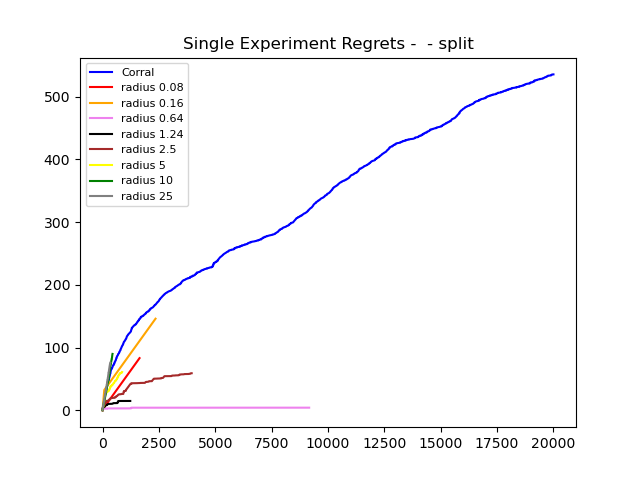 Single Experiment Regrets -  - split
Corral
radius 0.08
radius 0.16
radius 0.64
radius 1.24
radius 2.5
radius 5
radius 10
radius 25
500
400
300
200
100
0
0 2500 5000 7500 10000 12500 15000 17500 20000